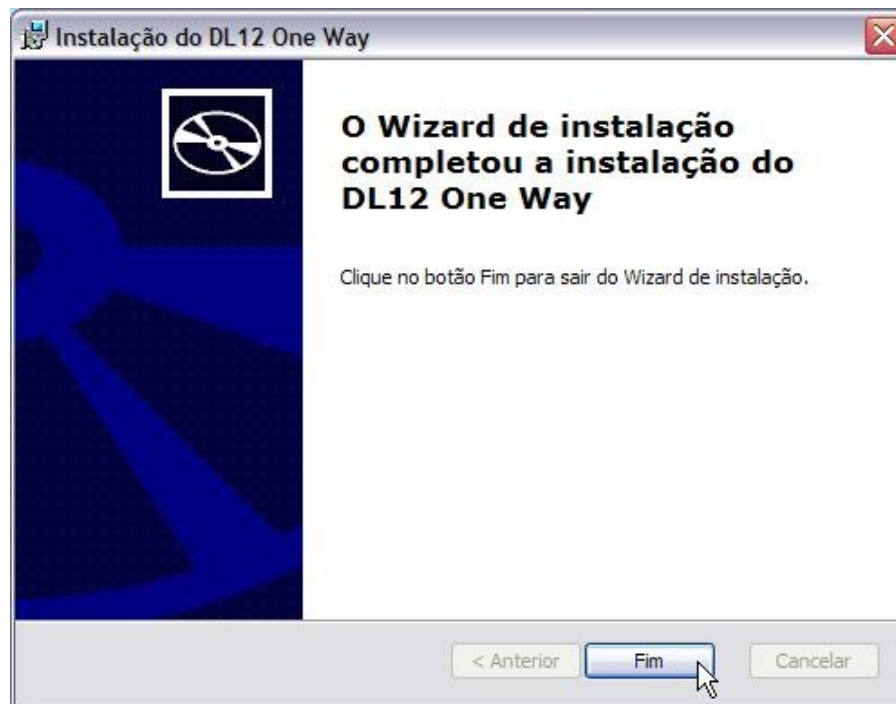 Instalação do DL12 One Way
O Wizard de instalação
completou a instalação do
DL12 One Way
Clique no botão Fim para sair do Wizard de instalação.
< Anterior
Fim
Cancelar